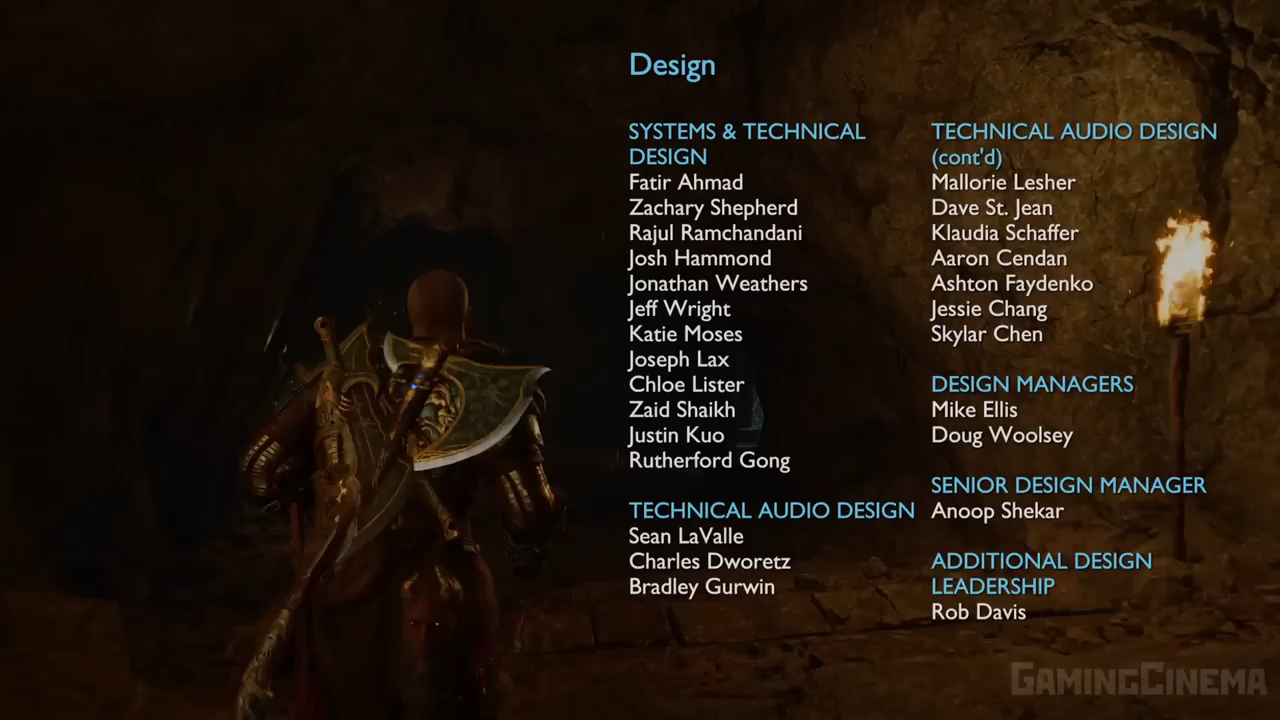 Design
SYSTEMS & TECHNICAL
DESIGN
Fatir Ahmad
Zachary Shepherd
Rajul Ramchandani
Josh Hammond
Jonathan Weathers
Jeff Wright
Katie Moses
Joseph Lax
Chloe Lister
Zaid Shaikh
Justin Kuo
Rutherford Gong
TECHNICAL AUDIO DESIGN
Sean LaValle
Charles Dworetz
Bradley Gurwin
TECHNICAL AUDIO DESIGN
(cont'd)
Mallorie Lesher
Dave St. Jean
Klaudia Schaffer
Aaron Cendan
Ashton Faydenko
Jessie Chang
Skylar Chen
DESIGN MANAGERS
Mike Ellis
Doug Woolsey
SENIOR DESIGN MANAGER
Anoop Shekar
ADDITIONAL DESIGN
LEADERSHIP
Rob Davis
GAMINGCINEMA